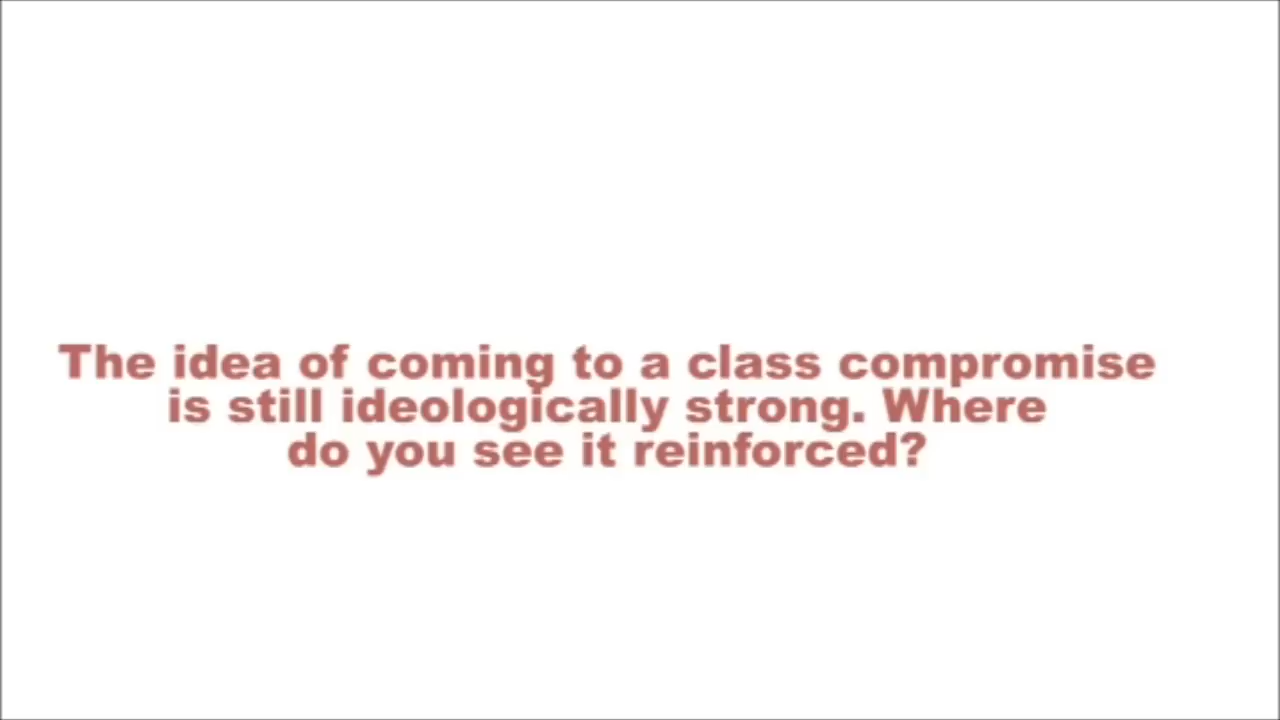 The idea of coming to a class compromise
is still ideologically strong. Where
do you see it reinforced?